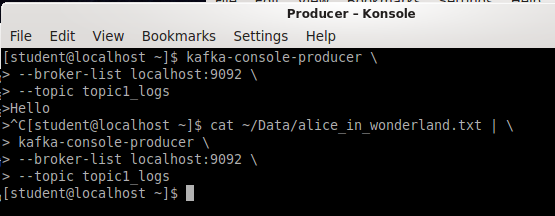 Producer – Konsole
File Edit View Bookmarks Settings Help
[student@localhost ~]$ kafka-console-producer \
> --broker-list localhost:9092 \
> --topic topic1_logs
>Hello
>^C[student@localhost ~]$ cat ~/Data/alice_in_wonderland.txt | \
> kafka-console-producer \
> --broker-list localhost:9092 \
> --topic topic1_logs
[student@localhost ~]$